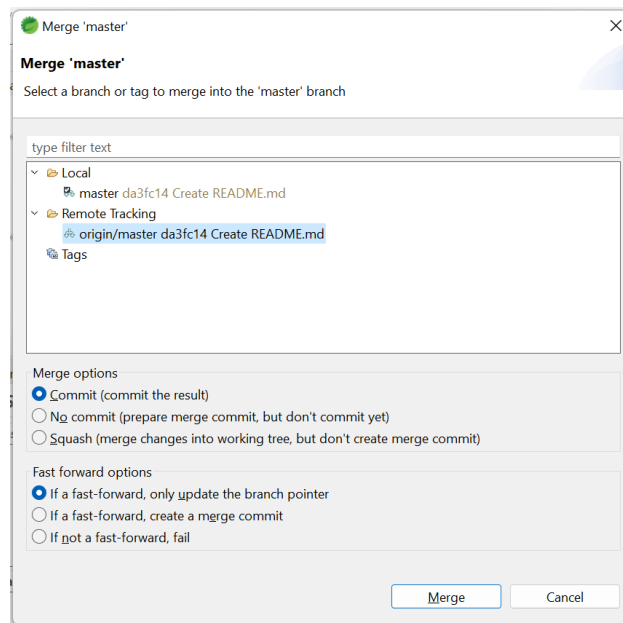 Merge 'master'
Merge 'master'
Select a branch or tag to merge into the 'master' branch
type filter text
Local
master da3fc14 Create README.md
Remote Tracking
origin/master da3fc14 Create README.md
Tags
Merge options
Commit (commit the result)
No commit (prepare merge commit, but don't commit yet)
Squash (merge changes into working tree, but don't create merge commit)
Fast forward options
If a fast-forward, only update the branch pointer
If a fast-forward, create a merge commit
If not a fast-forward, fail
Merge Cancel